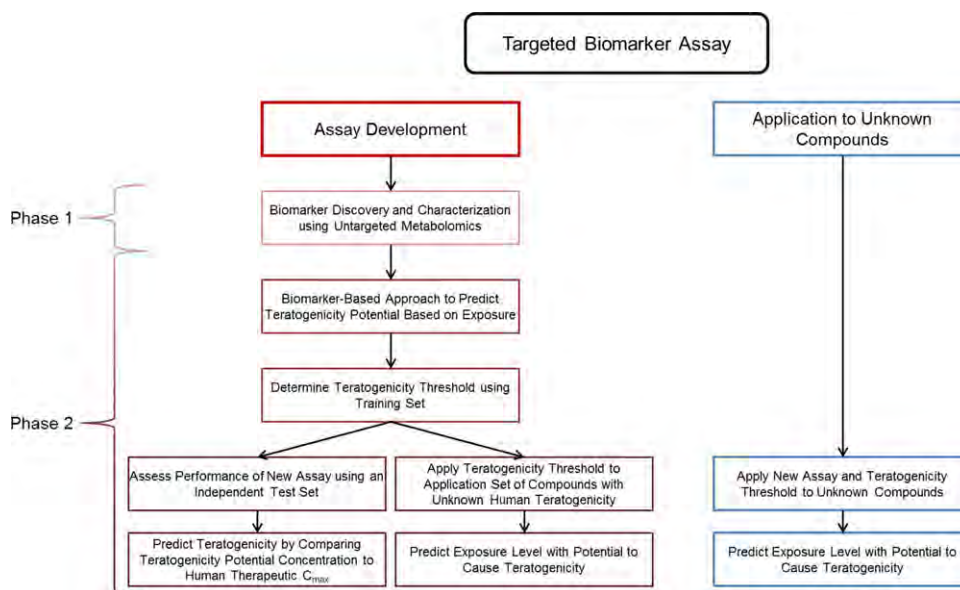 Targeted Biomarker Assay
Assay Development
Application to Unknown
Compounds
Phase 1
Biomarker Discovery and Characterization
using Untargeted Metabolomics
Biomarker-Based Approach to Predict
Teratogenicity Potential Based on Exposure
Determine Teratogenicity Threshold using
Training Set
Phase 2
Assess Performance of New Assay using an
Independent Test Set
Apply Teratogenicity Threshold to
Application Set of Compounds with
Unknown Human Teratogenicity
Apply New Assay and Teratogenicity
Threshold to Unknown Compounds
Predict Teratogenicity by Comparing
Teratogenicity Potential Concentration to
Human Therapeutic Cmax
Predict Exposure Level with Potential to
Cause Teratogenicity
Predict Exposure Level with Potential to
Cause Teratogenicity